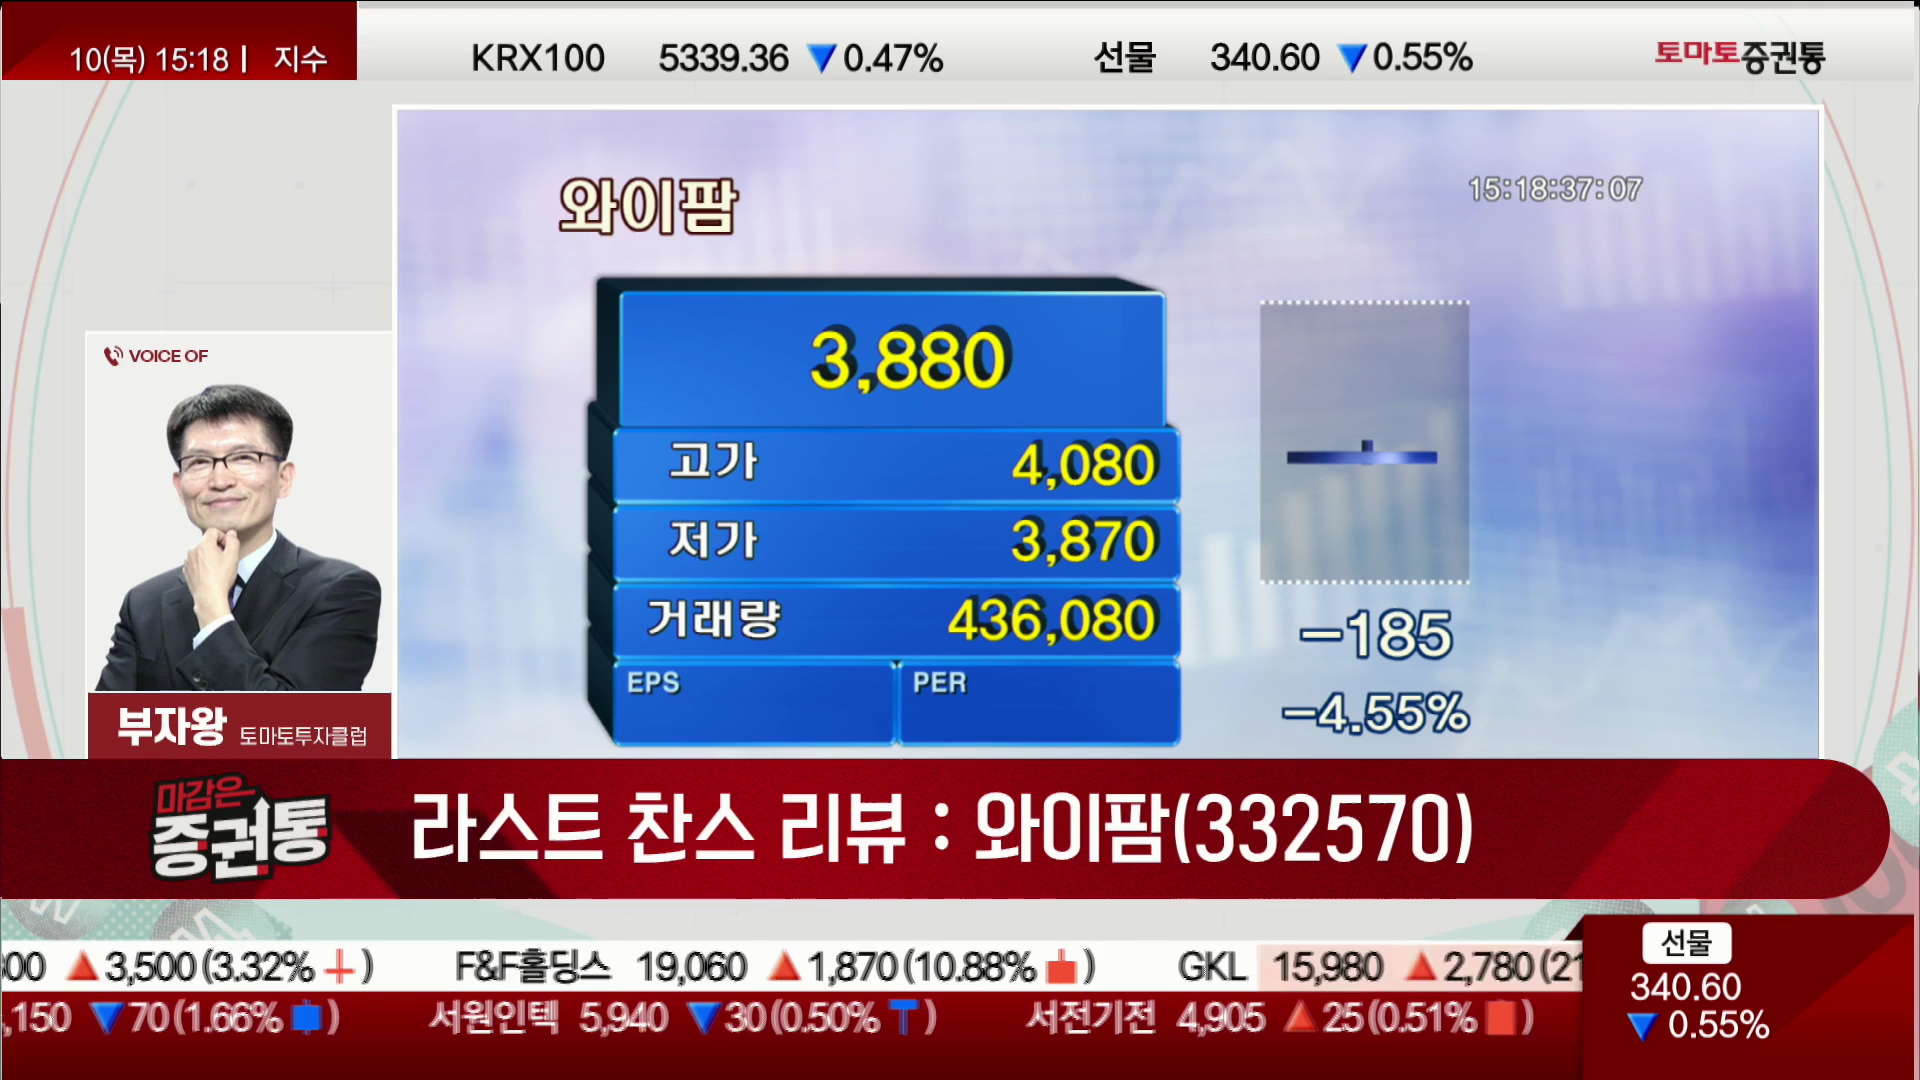 10(목) 15:18 | 지수
KRX100 5339.36 ▼0.47%
선물 340.60 ▼0.55%
토마토증권통
와이팜
15:18:37:07
3,880
고가 4,080
저가 3,870
거래량 436,080
EPS PER
-185
-4.55%
VOICE OF
부자왕 토마토투자클럽
마감은
증권통
라스트 찬스 리뷰 : 와이팜(332570)
▲3,500(3.32% ) F&F홀딩스 19,060 ▲1,870(10.88% ) GKL 15,980 ▲2,780(21
,150 ▼70(1.66% ) 서원인텍 5,940 ▼30(0.50% ) 서전기전 4,905 ▲25(0.51% )
선물
340.60
▼ 0.55%